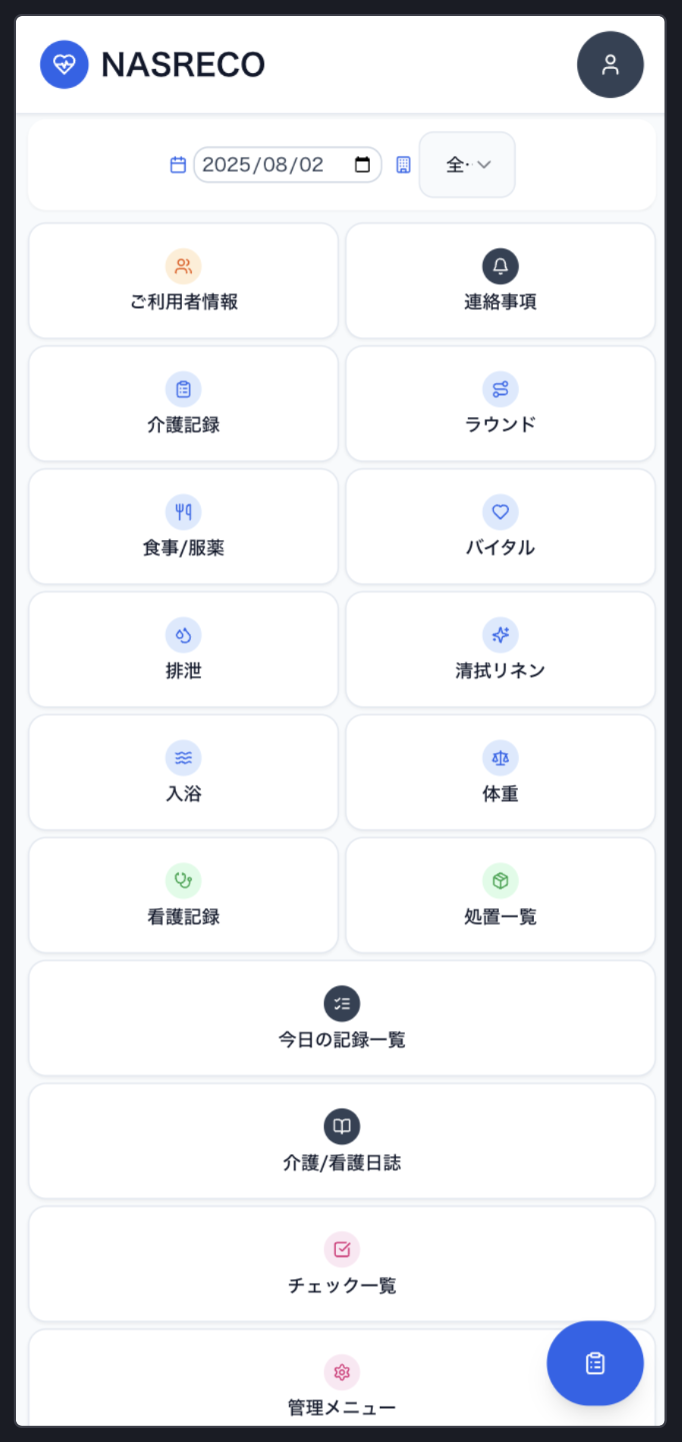 NASRECO
2025/08/02 全·
ご利用者情報 連絡事項
介護記録 ラウンド
食事/服薬 バイタル
排泄 清拭リネン
入浴 体重
看護記録 処置一覧
今日の記録一覧
介護/看護日誌
チェック一覧
管理メニュー